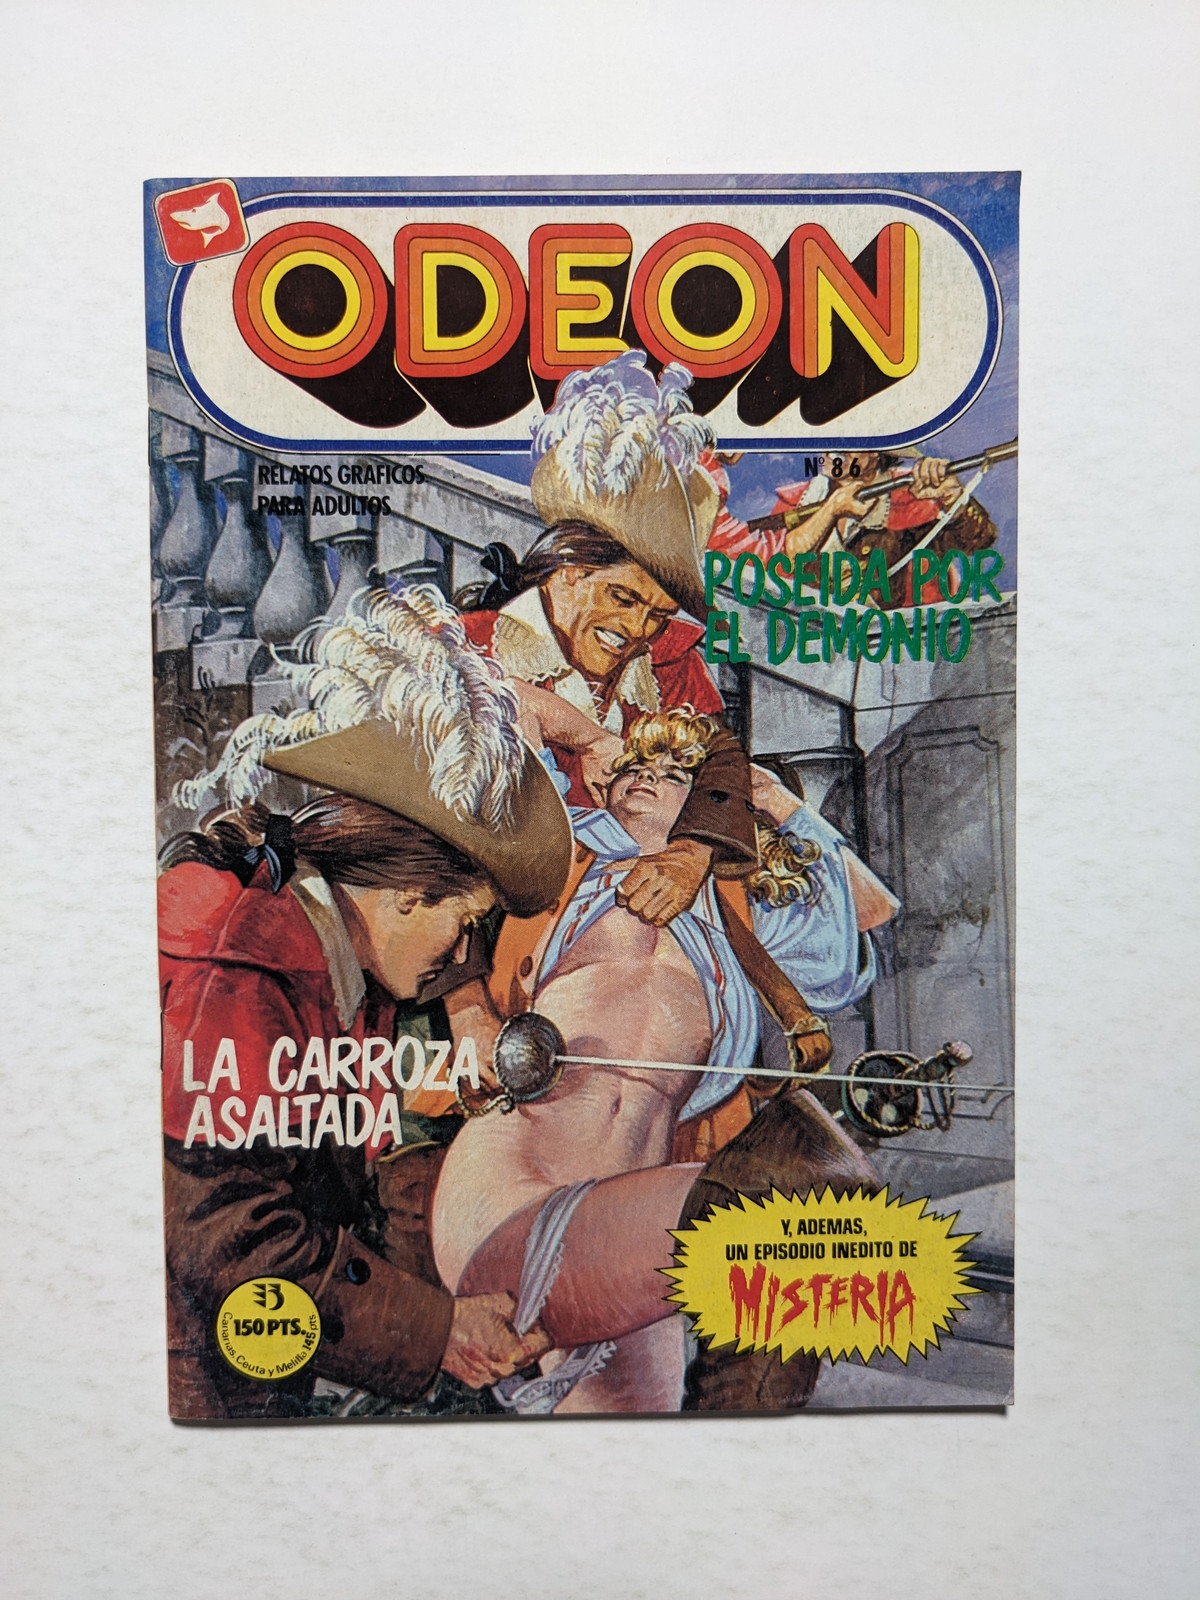 ODEON
RELATOS GRAFICOS
PARA ADULTOS
Nº 86
POSEIDA POR
EL DEMONIO
LA CARROZA
ASALTADA
Y, ADEMAS,
UN EPISODIO INEDITO DE
MISTERIA
150 PTS.
Canarias, Ceuta y Melilla 145 pts